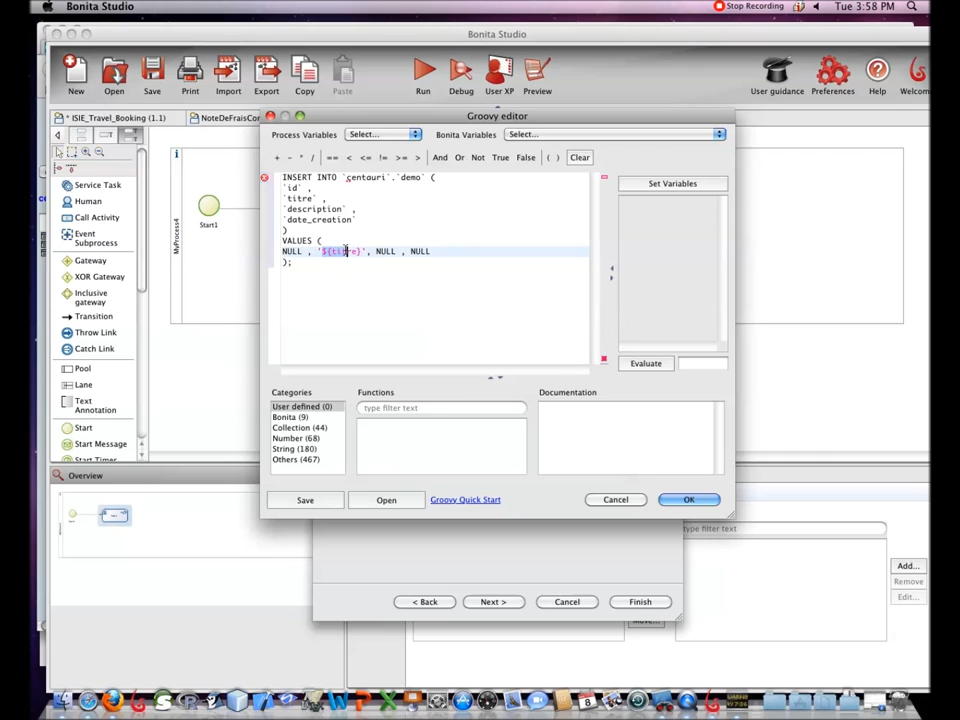 Bonita Studio
Stop Recording
Tue 3:58 PM
Bonita Studio
New
Open
Save
Print
Import
Export
Copy
Paste
Run
Debug
User XP
Preview
User guidance
Preferences
Help
Welcom
* ISIE_Travel_Booking (1.1)
NoteDeFraisCor
Groovy editor
Process Variables
Select...
Bonita Variables
Select...
+ - * / == < <= != >= > And Or Not True False ( ) Clear
INSERT INTO `centauri`.`demo` (
`id` ,
`titre` ,
`description` ,
`date_creation`
)
VALUES (
NULL , '${titre}', NULL , NULL
);
Set Variables
Evaluate
Categories
User defined (0)
Bonita (9)
Collection (44)
Number (68)
String (180)
Others (467)
Functions
type filter text
Documentation
Save
Open
Groovy Quick Start
Cancel
OK
Service Task
Human
Call Activity
Event
Subprocess
Gateway
XOR Gateway
Inclusive
gateway
Transition
Throw Link
Catch Link
Pool
Lane
Text
Annotation
Start
Start Message
Start Timer
MyProcess4
Start1
Overview
type filter text
Add...
Remove
Edit...
Move...
< Back
Next >
Cancel
Finish